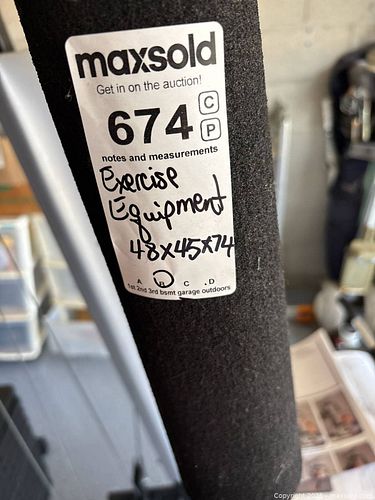 maxsold
Get in on the auction!
674 C
P
notes and measurements
Exercise
Equipment
48x45x74
A B C .D
1st 2nd 3rd bsmt garage outdoors